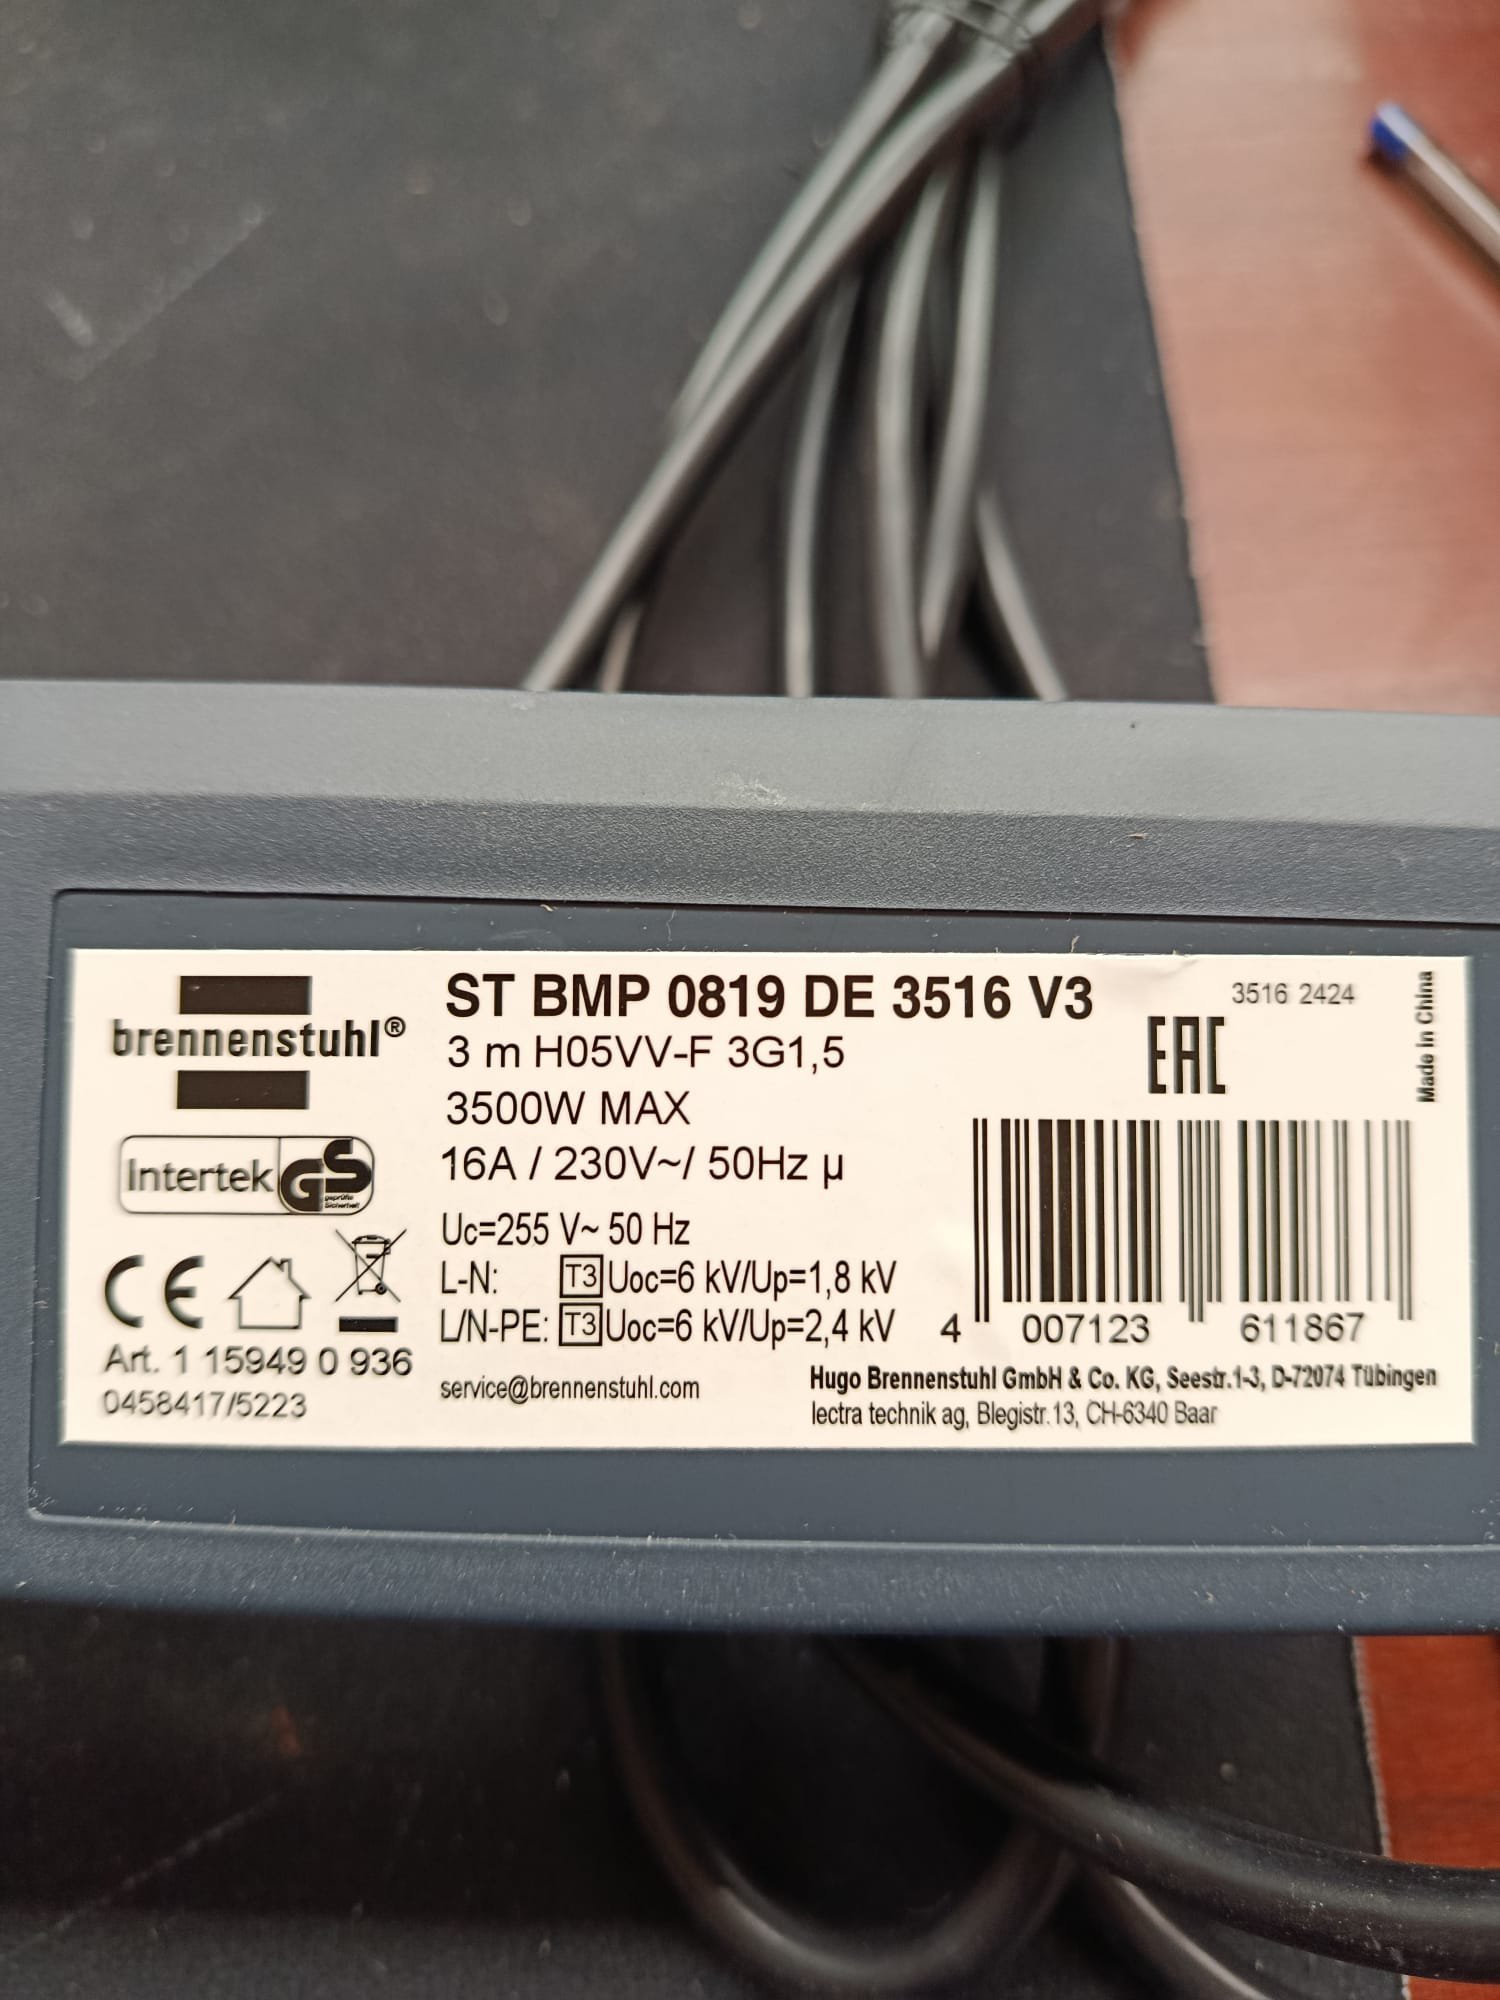 brennenstuhl®
ST BMP 0819 DE 3516 V3
3 m H05VV-F 3G1,5
3500W MAX
16A / 230V~/ 50Hz µ
Uc=255 V~ 50 Hz
L-N: T3 Uoc=6 kV/Up=1,8 kV
L/N-PE: T3 Uoc=6 kV/Up=2,4 kV
service@brennenstuhl.com
Intertek GS
geprüfte
Sicherheit
CE
Art. 1 15949 0 936
0458417/5223
3516 2424
EAC
Made in China
4 007123 611867
Hugo Brennenstuhl GmbH & Co. KG, Seestr.1-3, D-72074 Tübingen
lectra technik ag, Blegistr.13, CH-6340 Baar